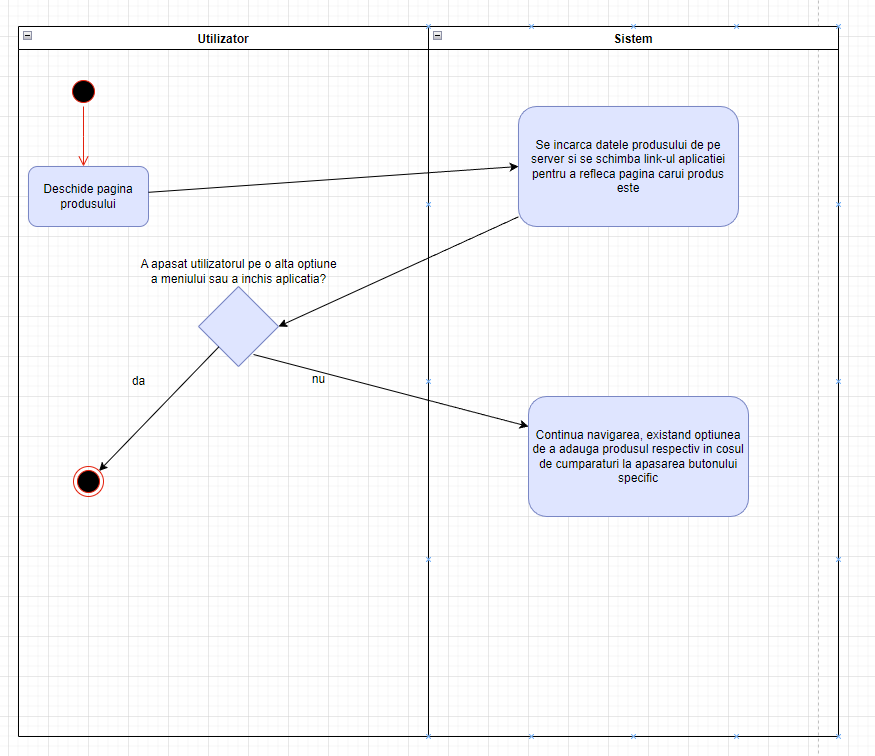 Utilizator
Sistem
Deschide pagina
produsului
Se incarca datele produsului de pe
server si se schimba link-ul aplicatiei
pentru a reflecta pagina carui produs
este
A apasat utilizatorul pe o alta optiune
a meniului sau a inchis aplicatia?
da
nu
Continua navigarea, existand optiunea
de a adauga produsul respectiv in cosul
de cumparaturi la apasarea butonului
specific